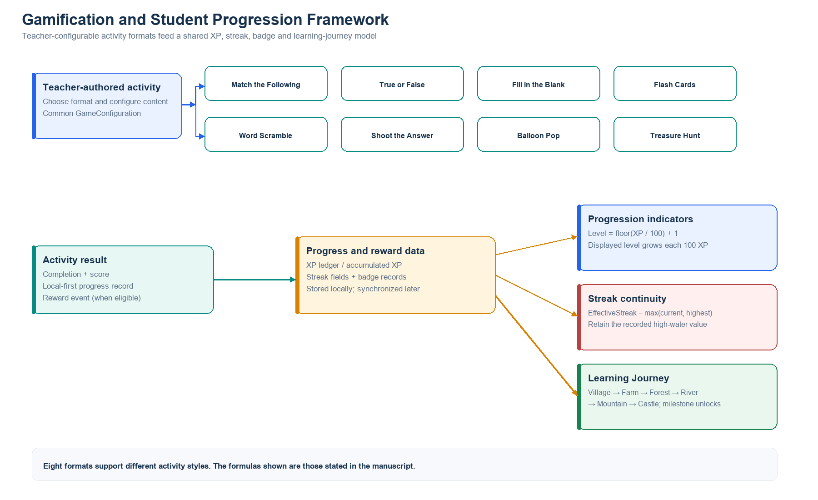 Gamification and Student Progression Framework
Teacher-configurable activity formats feed a shared XP, streak, badge and learning-journey model
Teacher-authored activity
Choose format and configure content
Common GameConfiguration
Match the Following
True or False
Fill in the Blank
Flash Cards
Word Scramble
Shoot the Answer
Balloon Pop
Treasure Hunt
Activity result
Completion + score
Local-first progress record
Reward event (when eligible)
Progress and reward data
XP ledger / accumulated XP
Streak fields + badge records
Stored locally; synchronized later
Progression indicators
Level = floor(XP / 100) + 1
Displayed level grows each 100 XP
Streak continuity
EffectiveStreak = max(current, highest)
Retain the recorded high-water value
Learning Journey
Village → Farm → Forest → River
→ Mountain → Castle; milestone unlocks
Eight formats support different activity styles. The formulas shown are those stated in the manuscript.